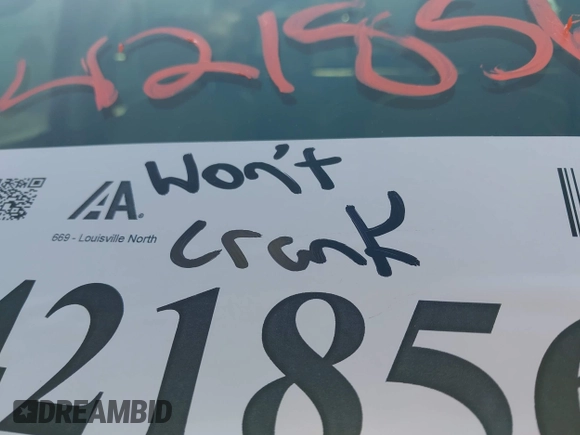 421856
Won't
IAA.
crank
669 - Louisville North
421856
DREAMBID